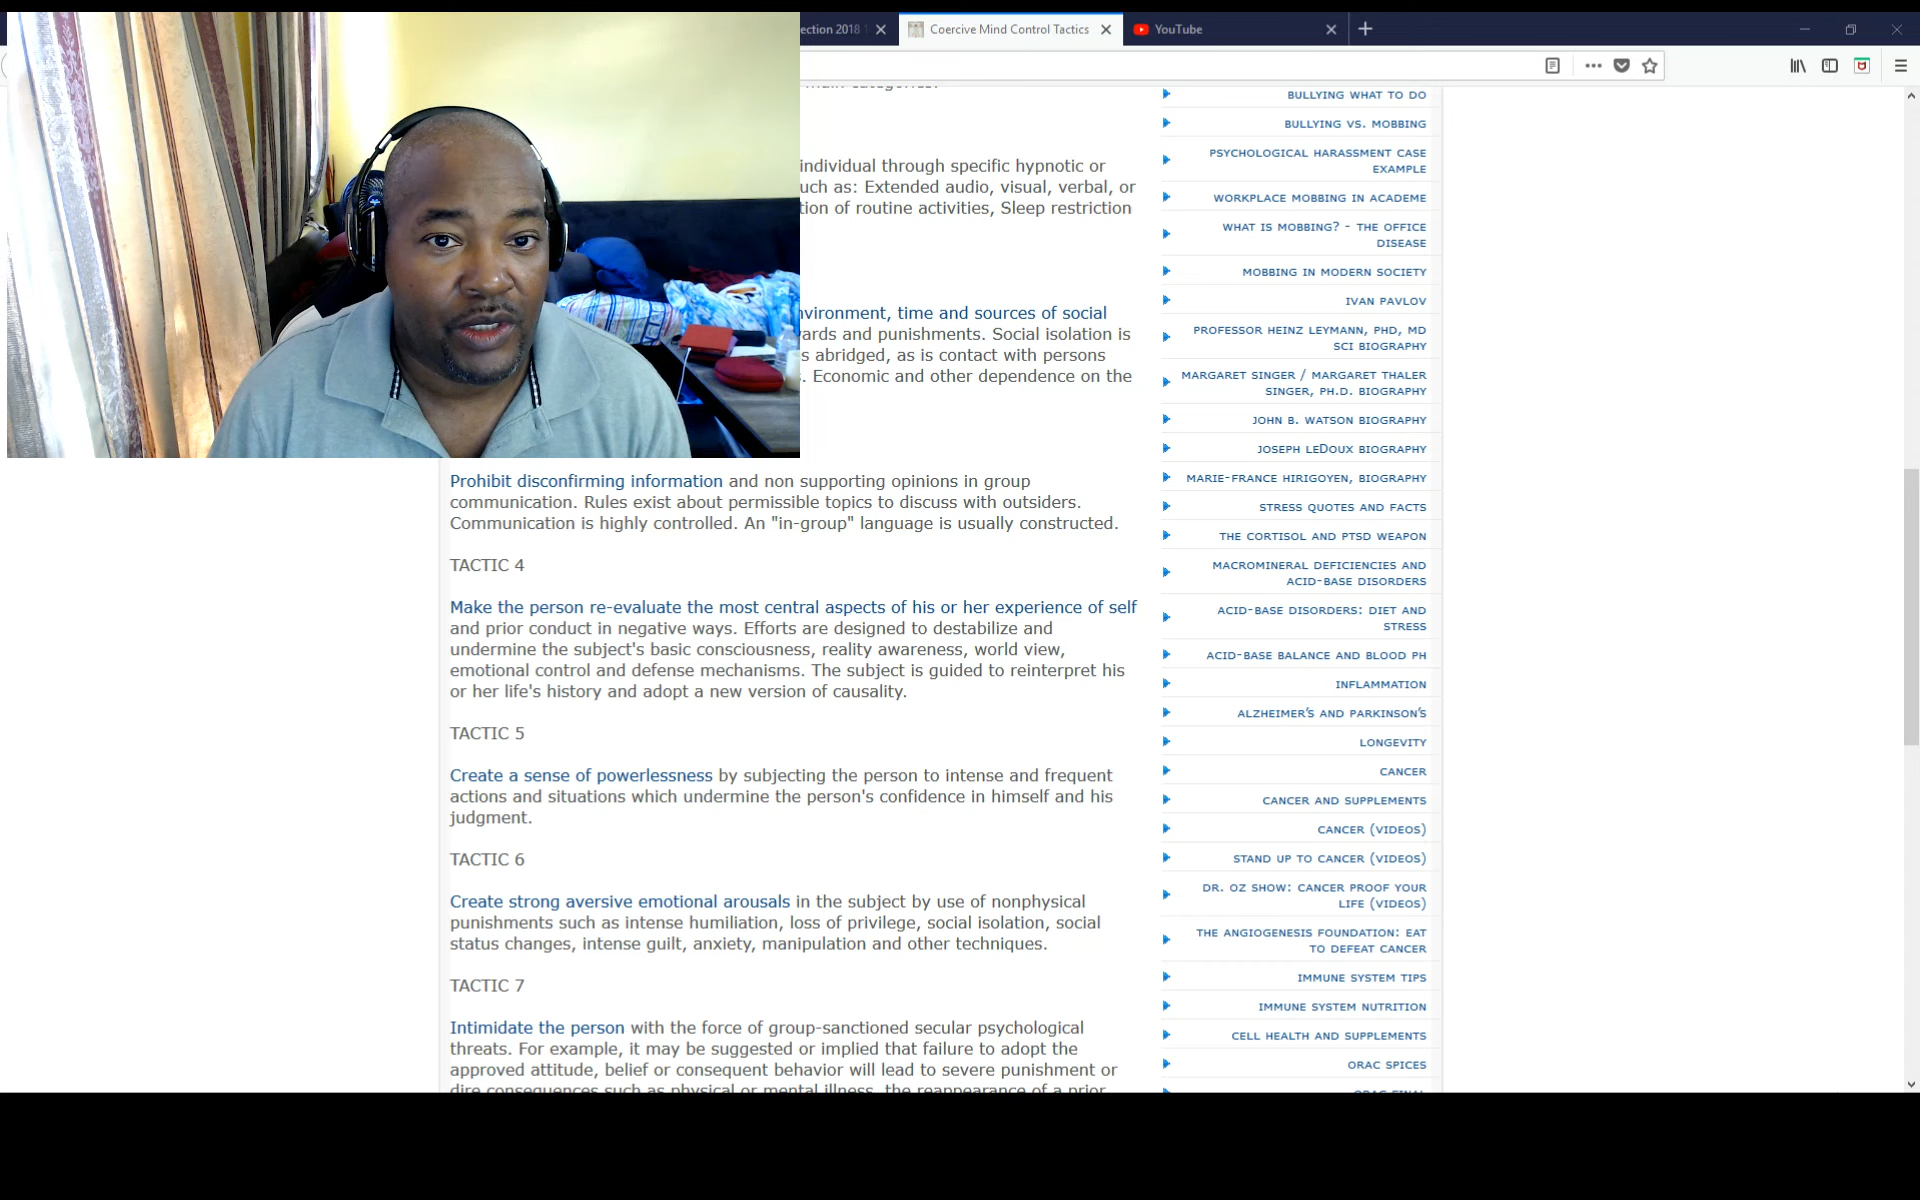 ection 2018
Coercive Mind Control Tactics
YouTube
individual through specific hypnotic or
uch as: Extended audio, visual, verbal, or
tion of routine activities, Sleep restriction
nvironment, time and sources of social
vards and punishments. Social isolation is
s abridged, as is contact with persons
. Economic and other dependence on the
Prohibit disconfirming information and non supporting opinions in group
communication. Rules exist about permissible topics to discuss with outsiders.
Communication is highly controlled. An "in-group" language is usually constructed.
TACTIC 4
Make the person re-evaluate the most central aspects of his or her experience of self
and prior conduct in negative ways. Efforts are designed to destabilize and
undermine the subject's basic consciousness, reality awareness, world view,
emotional control and defense mechanisms. The subject is guided to reinterpret his
or her life's history and adopt a new version of causality.
TACTIC 5
Create a sense of powerlessness by subjecting the person to intense and frequent
actions and situations which undermine the person's confidence in himself and his
judgment.
TACTIC 6
Create strong aversive emotional arousals in the subject by use of nonphysical
punishments such as intense humiliation, loss of privilege, social isolation, social
status changes, intense guilt, anxiety, manipulation and other techniques.
TACTIC 7
Intimidate the person with the force of group-sanctioned secular psychological
threats. For example, it may be suggested or implied that failure to adopt the
approved attitude, belief or consequent behavior will lead to severe punishment or
dire consequences such as physical or mental illness, the reappearance of a prior
BULLYING WHAT TO DO
BULLYING VS. MOBBING
PSYCHOLOGICAL HARASSMENT CASE
EXAMPLE
WORKPLACE MOBBING IN ACADEME
WHAT IS MOBBING? - THE OFFICE
DISEASE
MOBBING IN MODERN SOCIETY
IVAN PAVLOV
PROFESSOR HEINZ LEYMANN, PHD, MD
SCI BIOGRAPHY
MARGARET SINGER / MARGARET THALER
SINGER, PH.D. BIOGRAPHY
JOHN B. WATSON BIOGRAPHY
JOSEPH LEDOUX BIOGRAPHY
MARIE-FRANCE HIRIGOYEN, BIOGRAPHY
STRESS QUOTES AND FACTS
THE CORTISOL AND PTSD WEAPON
MACROMINERAL DEFICIENCIES AND
ACID-BASE DISORDERS
ACID-BASE DISORDERS: DIET AND
STRESS
ACID-BASE BALANCE AND BLOOD PH
INFLAMMATION
ALZHEIMER'S AND PARKINSON'S
LONGEVITY
CANCER
CANCER AND SUPPLEMENTS
CANCER (VIDEOS)
STAND UP TO CANCER (VIDEOS)
DR. OZ SHOW: CANCER PROOF YOUR
LIFE (VIDEOS)
THE ANGIOGENESIS FOUNDATION: EAT
TO DEFEAT CANCER
IMMUNE SYSTEM TIPS
IMMUNE SYSTEM NUTRITION
CELL HEALTH AND SUPPLEMENTS
ORAC SPICES